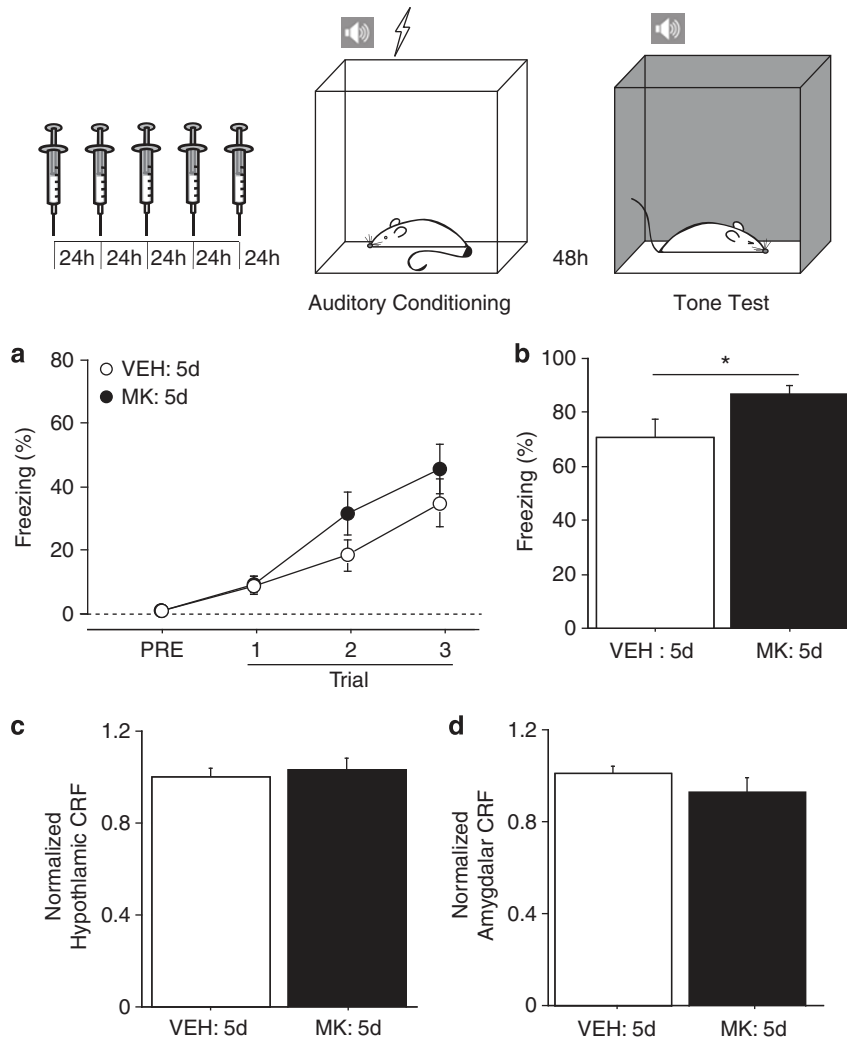 24h 24h 24h 24h 24h
48h
Auditory Conditioning
Tone Test
a
80
60
40
20
0
Freezing (%)
VEH: 5d
MK: 5d
PRE
1
2
3
Trial
b
*
100
80
60
40
20
0
Freezing (%)
VEH : 5d
MK: 5d
c
1.2
0.8
0.4
0
Normalized
Hypothlamic CRF
VEH: 5d
MK: 5d
d
1.2
0.8
0.4
0
Normalized
Amygdalar CRF
VEH: 5d
MK: 5d